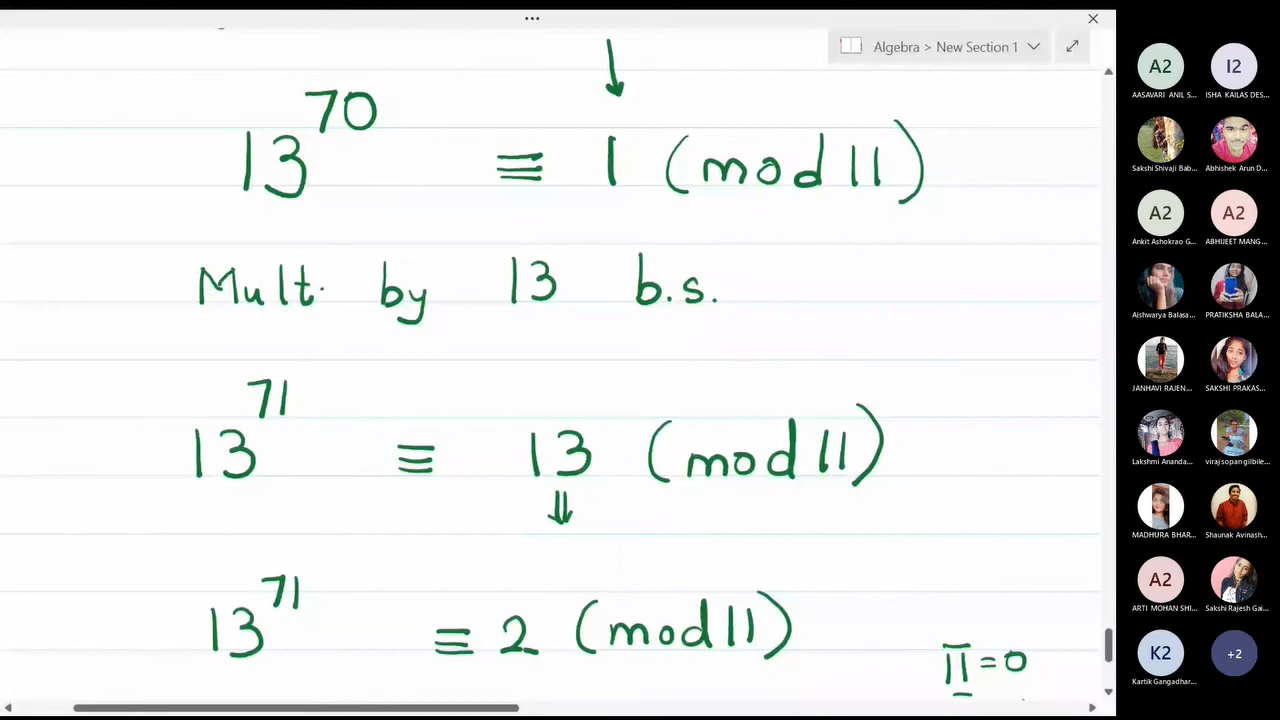 Algebra > New Section 1
13^70 ≡ 1 (mod 11)
Mult. by 13 b.s.
13^71 ≡ 13 (mod 11)
⇓
13^71 ≡ 2 (mod 11)
1̅1̅ = 0
A2
I2
AASAVARI ANIL S...
ISHA KAILAS DES...
Sakshi Shivaji Bab...
Abhishek Arun D...
A2
A2
Ankit Ashokrao G...
ABHIJEET MANG...
Aishwarya Balasa...
PRATIKSHA BALA...
JANHAVI RAJEN...
SAKSHI PRAKAS...
Lakshmi Ananda...
viraj sopan gilbile...
MADHURA BHAR...
Shaunak Avinash...
A2
ARTI MOHAN SHI...
Sakshi Rajesh Gai...
K2
+2
Kartik Gangadhar...